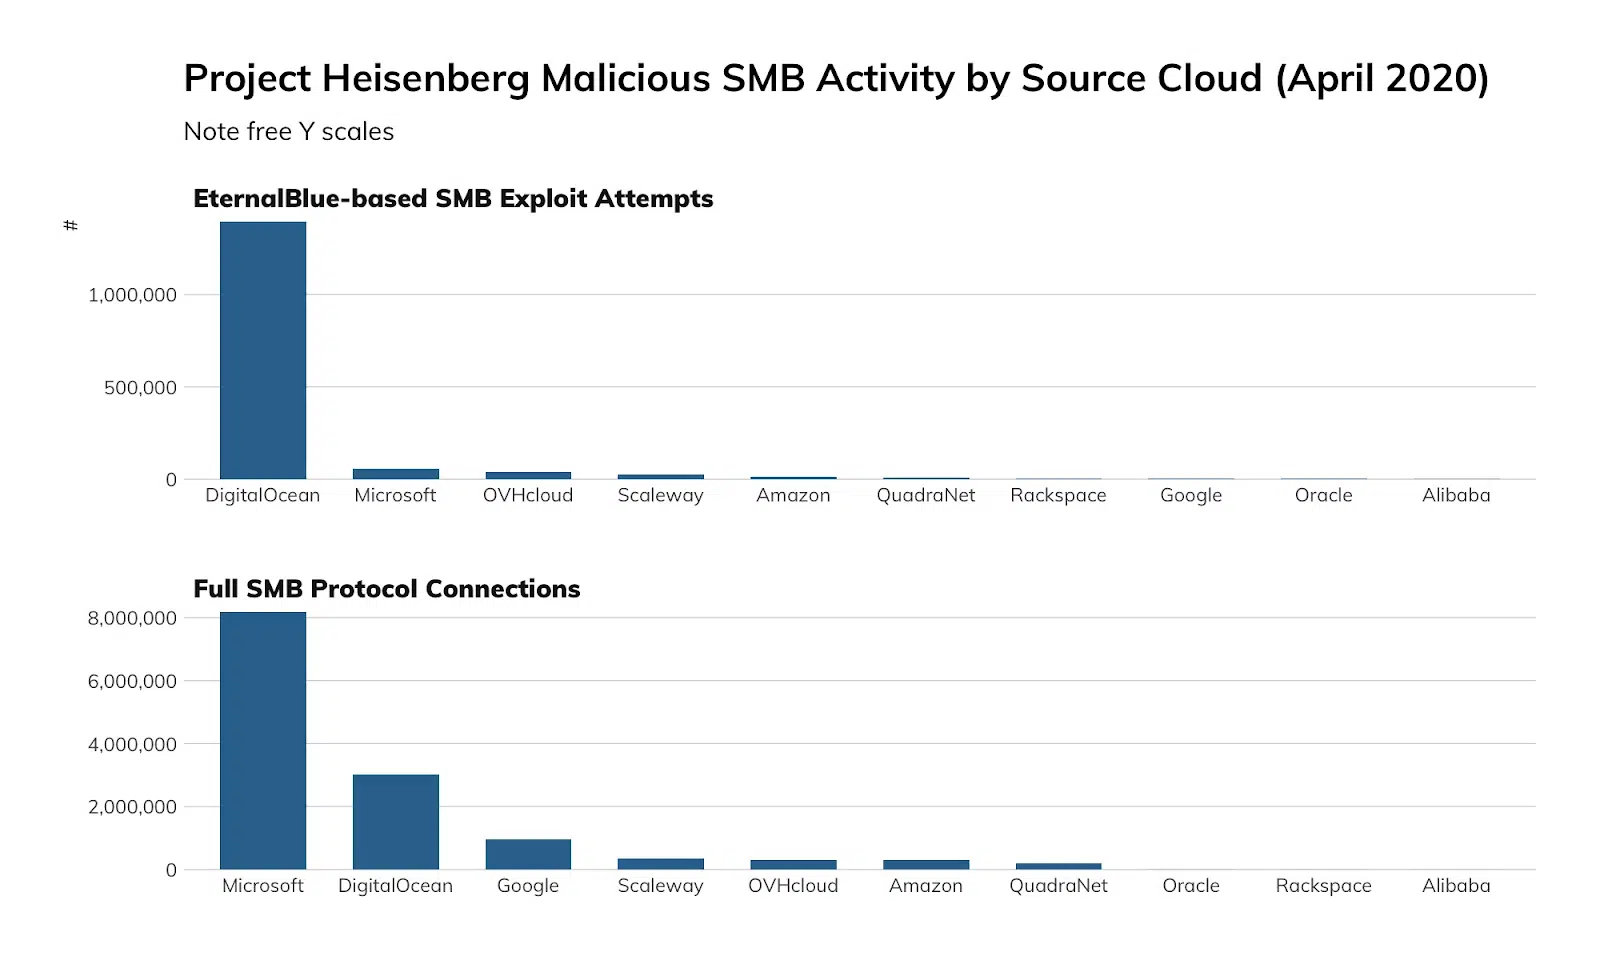 Project Heisenberg Malicious SMB Activity by Source Cloud (April 2020)
Note free Y scales
EternalBlue-based SMB Exploit Attempts
#
1,000,000
500,000
0
DigitalOcean Microsoft OVHcloud Scaleway Amazon QuadraNet Rackspace Google Oracle Alibaba
Full SMB Protocol Connections
8,000,000
6,000,000
4,000,000
2,000,000
0
Microsoft DigitalOcean Google Scaleway OVHcloud Amazon QuadraNet Oracle Rackspace Alibaba